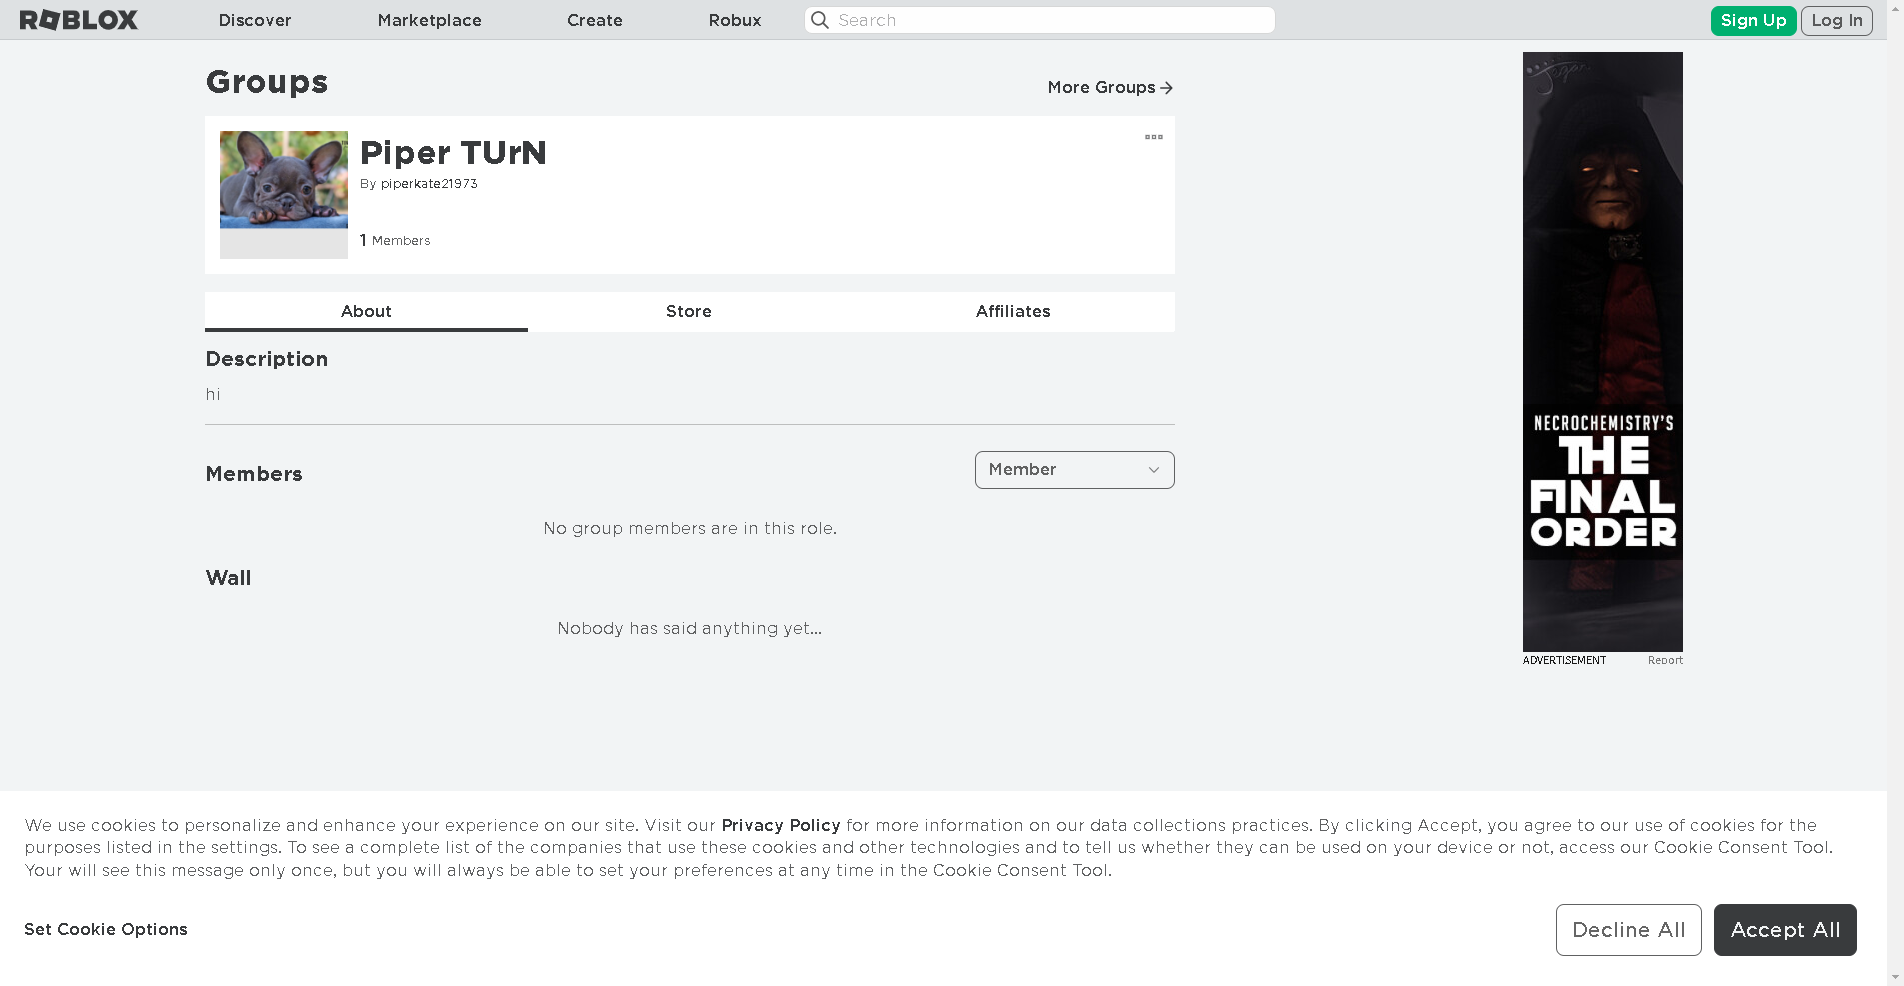 ROBLOX
Discover
Marketplace
Create
Robux
Search
Sign Up
Log In
Groups
More Groups
Piper TUrN
By piperkate21973
1 Members
About
Store
Affiliates
Description
hi
Members
Member
No group members are in this role.
Wall
Nobody has said anything yet...
NECROCHEMISTRY'S
THE
FINAL
ORDER
ADVERTISEMENT
Report
We use cookies to personalize and enhance your experience on our site. Visit our Privacy Policy for more information on our data collections practices. By clicking Accept, you agree to our use of cookies for the
purposes listed in the settings. To see a complete list of the companies that use these cookies and other technologies and to tell us whether they can be used on your device or not, access our Cookie Consent Tool.
Your will see this message only once, but you will always be able to set your preferences at any time in the Cookie Consent Tool.
Set Cookie Options
Decline All
Accept All